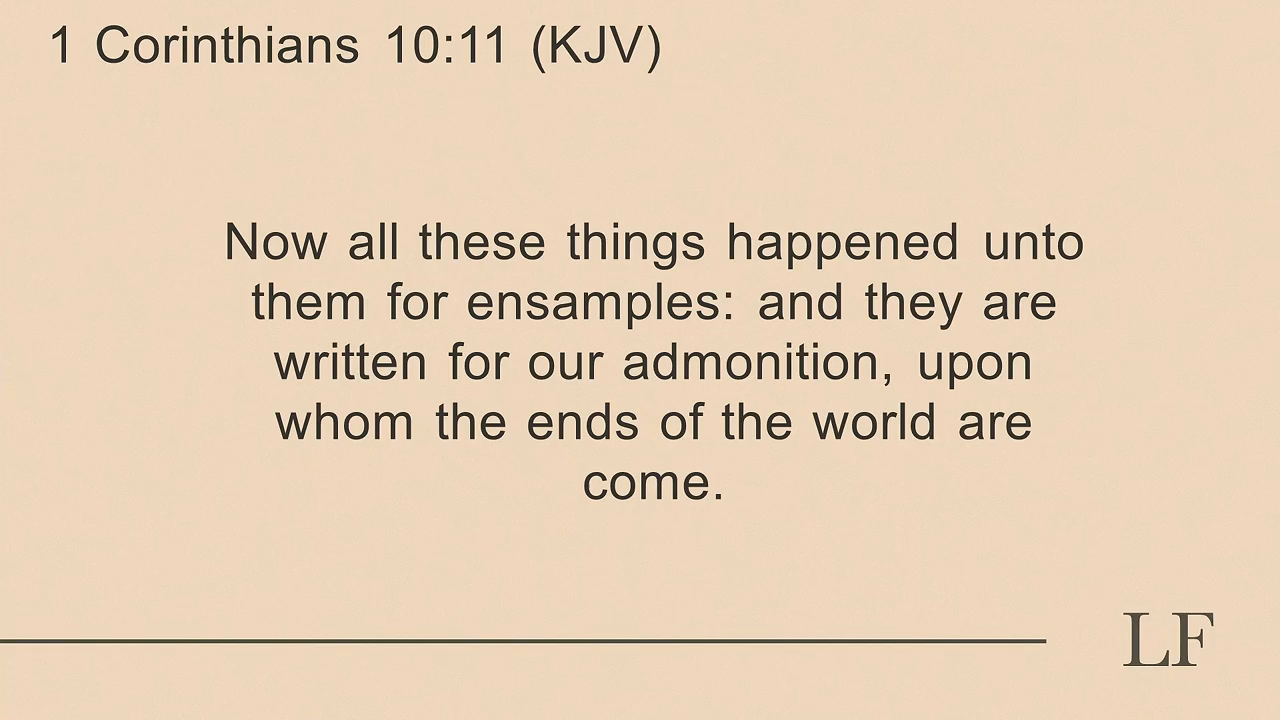 1 Corinthians 10:11 (KJV)
Now all these things happened unto
them for ensamples: and they are
written for our admonition, upon
whom the ends of the world are
come.
LF